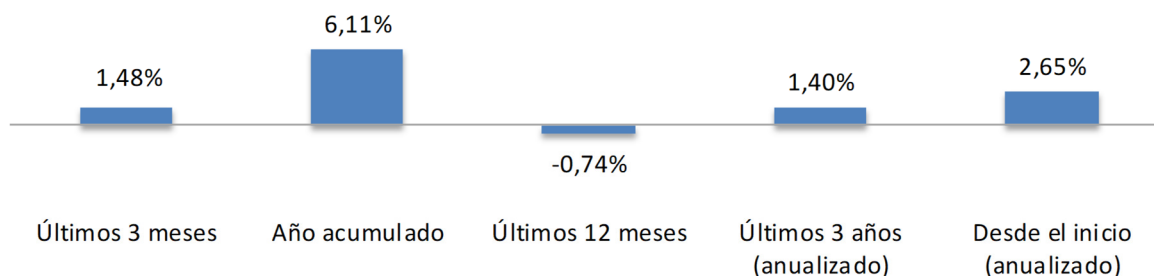 1,48%
6,11%
-0,74%
1,40%
2,65%
Últimos 3 meses
Año acumulado
Últimos 12 meses
Últimos 3 años
(anualizado)
Desde el inicio
(anualizado)